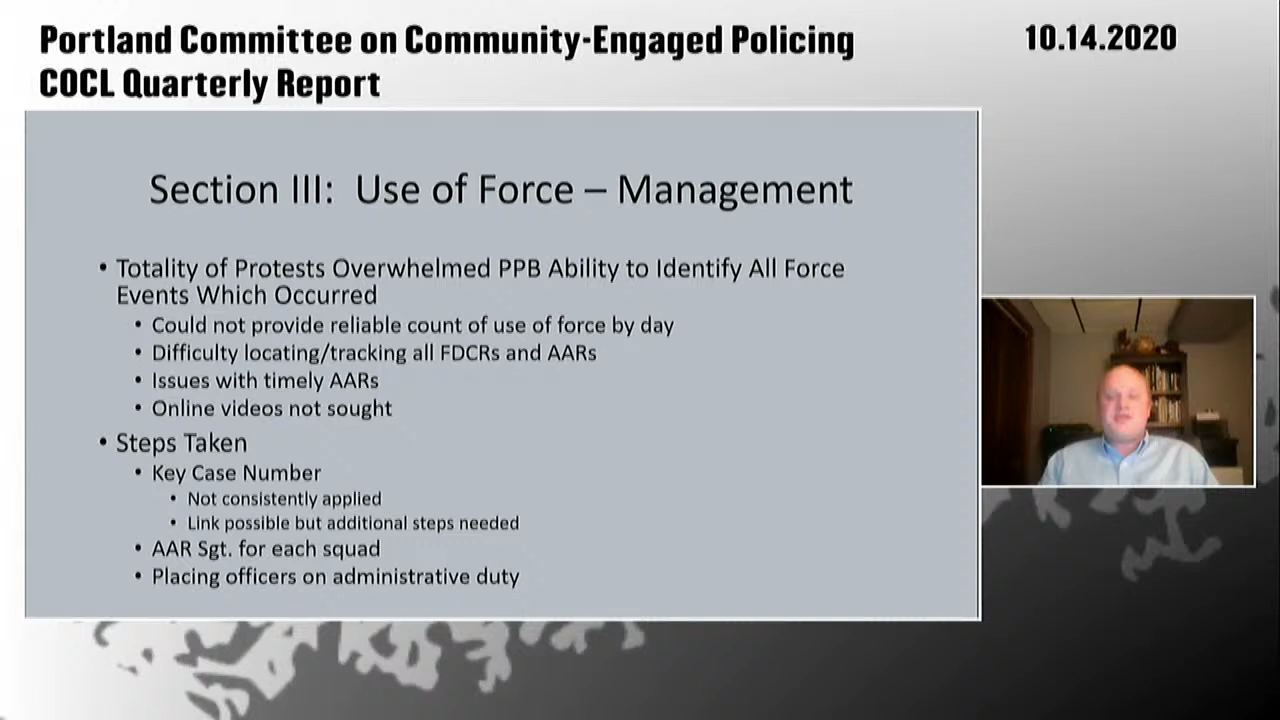 Portland Committee on Community-Engaged Policing
COCL Quarterly Report
10.14.2020
Section III: Use of Force – Management
• Totality of Protests Overwhelmed PPB Ability to Identify All Force
Events Which Occurred
• Could not provide reliable count of use of force by day
• Difficulty locating/tracking all FDCRs and AARs
• Issues with timely AARs
• Online videos not sought
• Steps Taken
• Key Case Number
• Not consistently applied
• Link possible but additional steps needed
• AAR Sgt. for each squad
• Placing officers on administrative duty